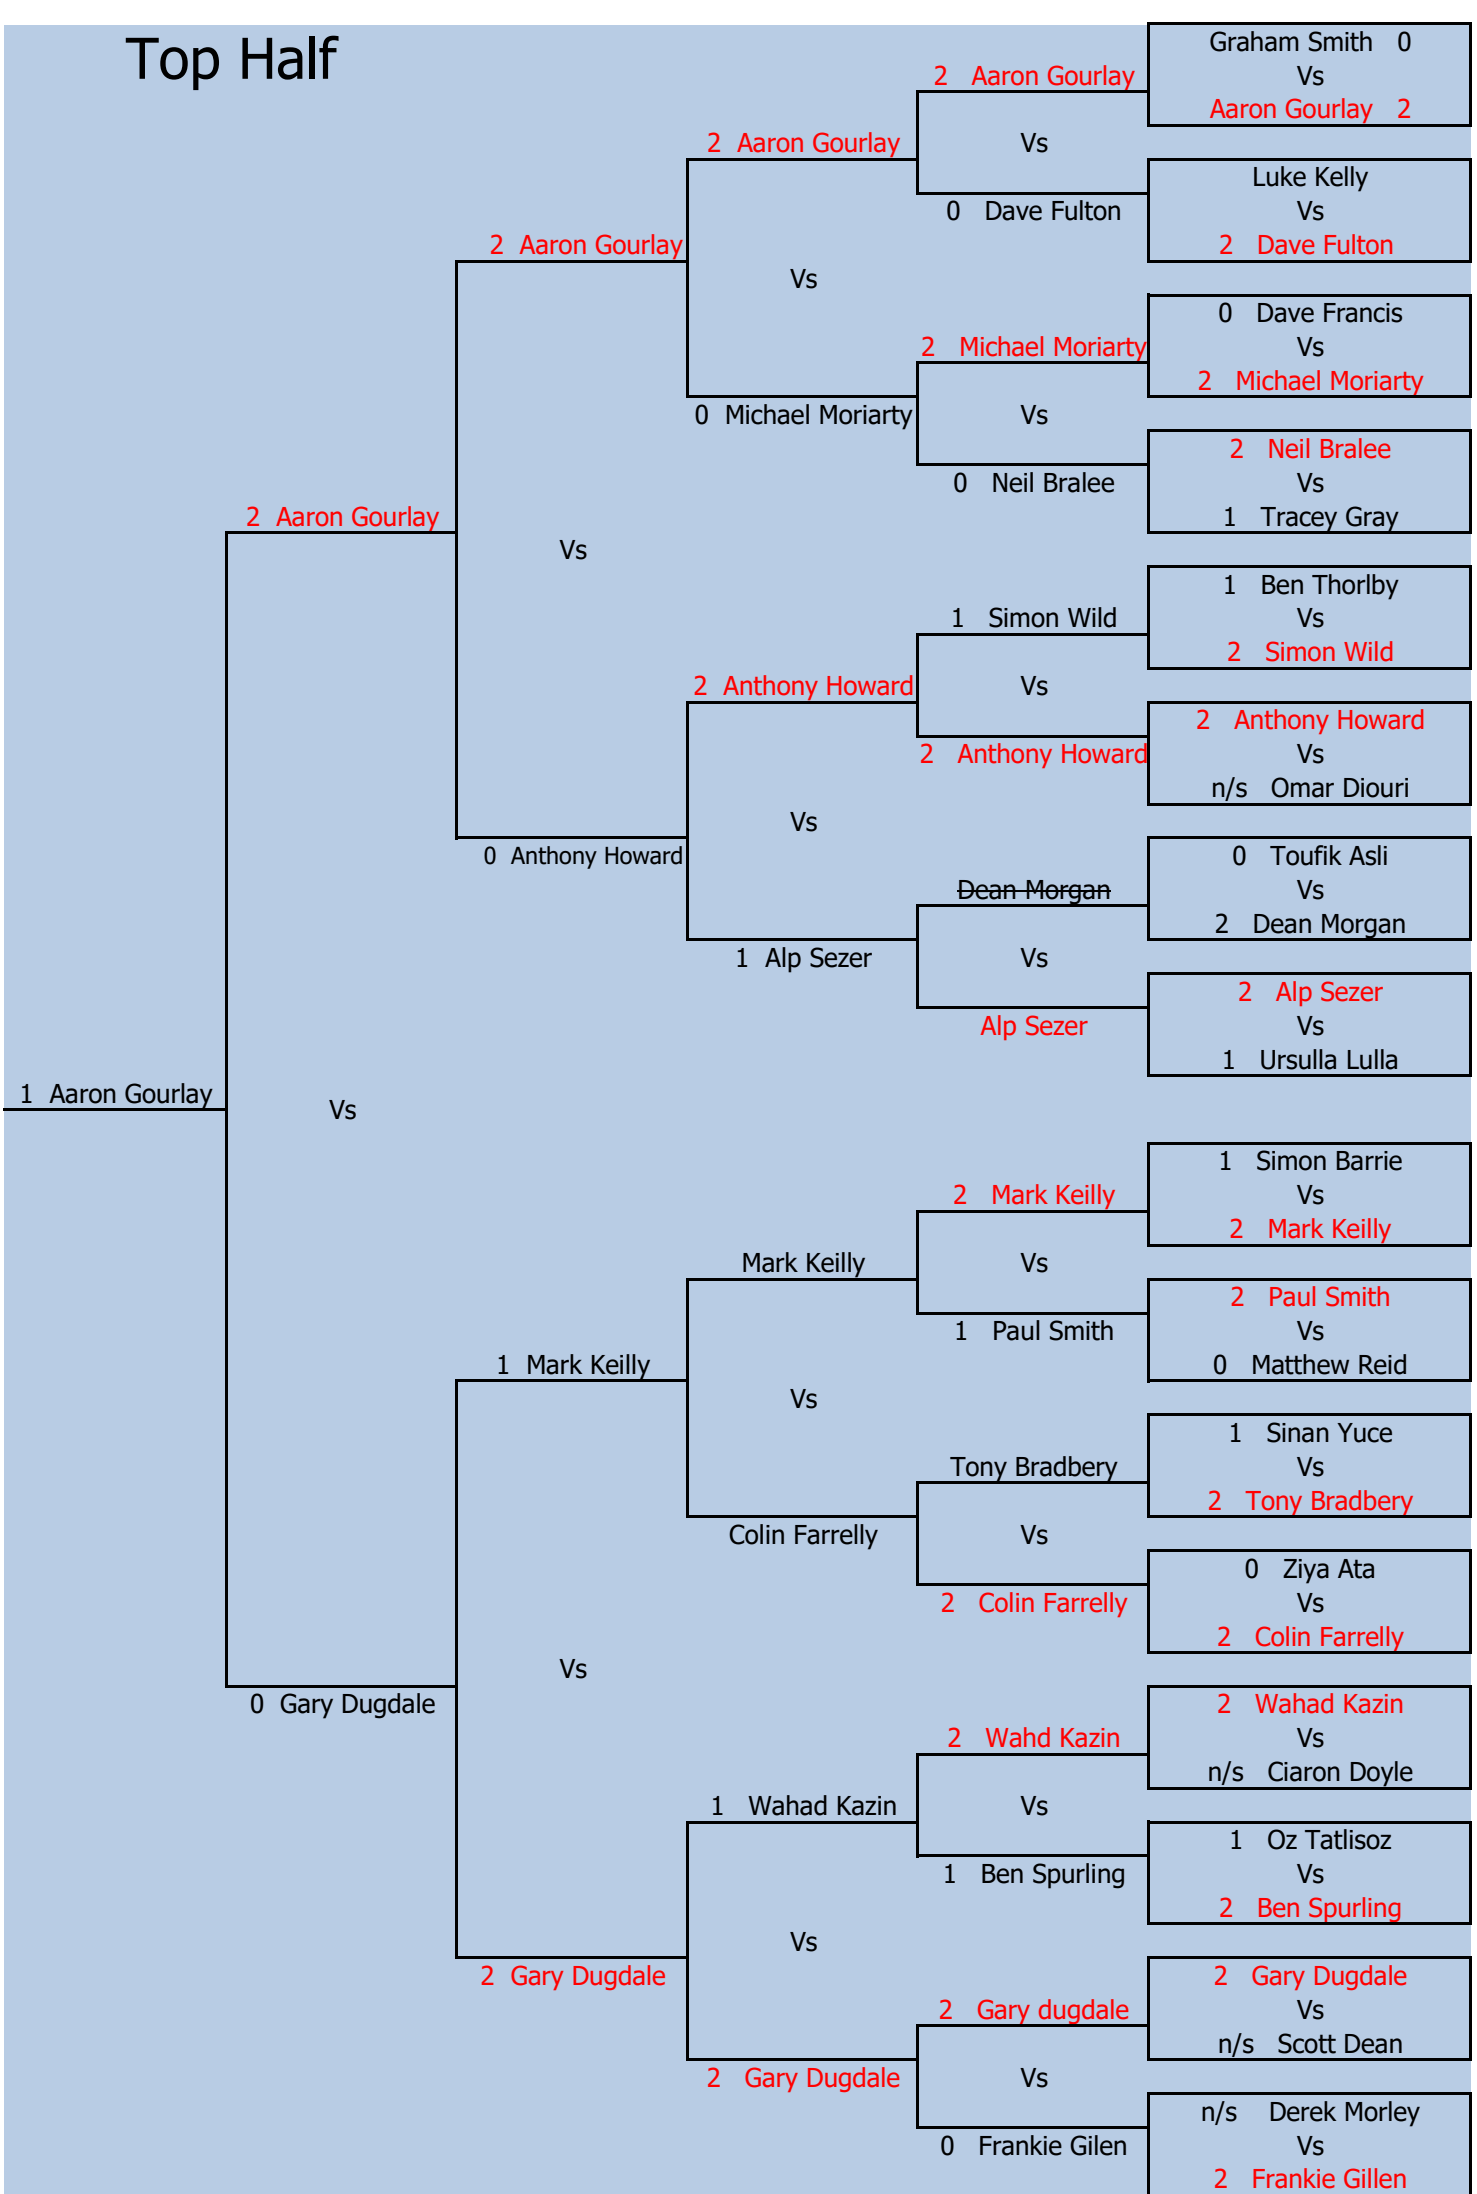 Top Half
Graham Smith 0
2 Aaron Gourlay
Vs
Aaron Gourlay 2
2 Aaron Gourlay
Vs
Luke Kelly
0 Dave Fulton
Vs
2 Aaron Gourlay
2 Dave Fulton
Vs
0 Dave Francis
2 Michael Moriarty
Vs
2 Michael Moriarty
0 Michael Moriarty
Vs
2 Neil Bralee
0 Neil Bralee
Vs
2 Aaron Gourlay
1 Tracey Gray
Vs
1 Ben Thorlby
1 Simon Wild
Vs
2 Simon Wild
2 Anthony Howard
Vs
2 Anthony Howard
2 Anthony Howard
Vs
n/s Omar Diouri
Vs
0 Anthony Howard
0 Toufik Asli
Dean Morgan
Vs
2 Dean Morgan
1 Alp Sezer
Vs
2 Alp Sezer
Alp Sezer
Vs
1 Ursulla Lulla
1 Aaron Gourlay
Vs
1 Simon Barrie
2 Mark Keilly
Vs
2 Mark Keilly
Mark Keilly
Vs
2 Paul Smith
1 Paul Smith
Vs
1 Mark Keilly
0 Matthew Reid
Vs
1 Sinan Yuce
Tony Bradbery
Vs
2 Tony Bradbery
Colin Farrelly
Vs
0 Ziya Ata
2 Colin Farrelly
Vs
2 Colin Farrelly
Vs
0 Gary Dugdale
2 Wahad Kazin
2 Wahd Kazin
Vs
n/s Ciaron Doyle
1 Wahad Kazin
Vs
1 Oz Tatlisoz
1 Ben Spurling
Vs
2 Ben Spurling
Vs
2 Gary Dugdale
2 Gary Dugdale
2 Gary dugdale
Vs
n/s Scott Dean
2 Gary Dugdale
Vs
n/s Derek Morley
0 Frankie Gilen
Vs
2 Frankie Gillen